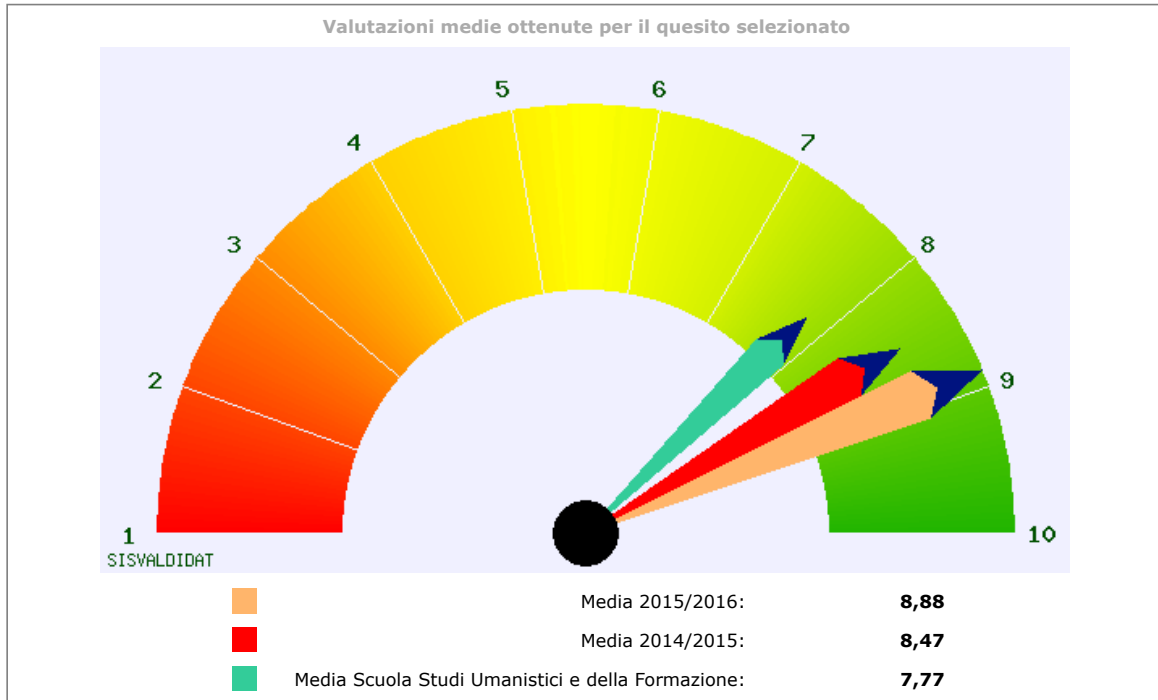 Valutazioni medie ottenute per il quesito selezionato
5
6
4
7
3
8
2
9
1
10
SISVALDIDAT
Media 2015/2016: 8,88
Media 2014/2015: 8,47
Media Scuola Studi Umanistici e della Formazione: 7,77